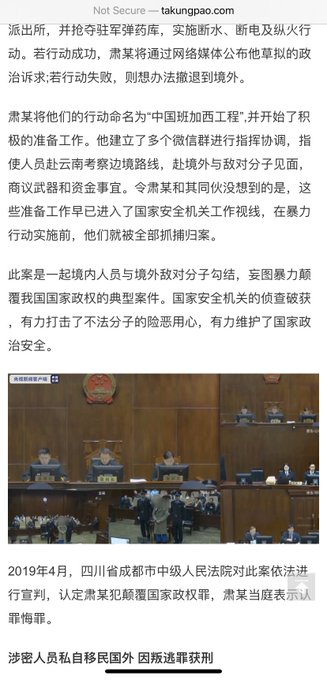 Not Secure — takungpao.com
派出所，并抢夺驻军弹药库，实施断水、断电及纵火行
动。若行动成功，肃某将通过网络媒体公布他草拟的政
治诉求;若行动失败，则想办法撤退到境外。
肃某将他们的行动命名为“中国班加西工程”,并开始了积
极的准备工作。他建立了多个微信群进行指挥协调，指
使人员赴云南考察边境路线，赴境外与敌对分子见面，
商议武器和资金事宜。令肃某和其同伙没想到的是，这
些准备工作早已进入了国家安全机关工作视线，在暴力
行动实施前，他们就被全部抓捕归案。
此案是一起境内人员与境外敌对分子勾结，妄图暴力颠
覆我国国家政权的典型案件。国家安全机关的侦查破获
，有力打击了不法分子的险恶用心，有力维护了国家政
治安全。
央视新闻客户端
2019年4月，四川省成都市中级人民法院对此案依法进
行宣判，认定肃某犯颠覆国家政权罪，肃某当庭表示认
罪悔罪。
涉密人员私自移民国外 因叛逃罪获刑